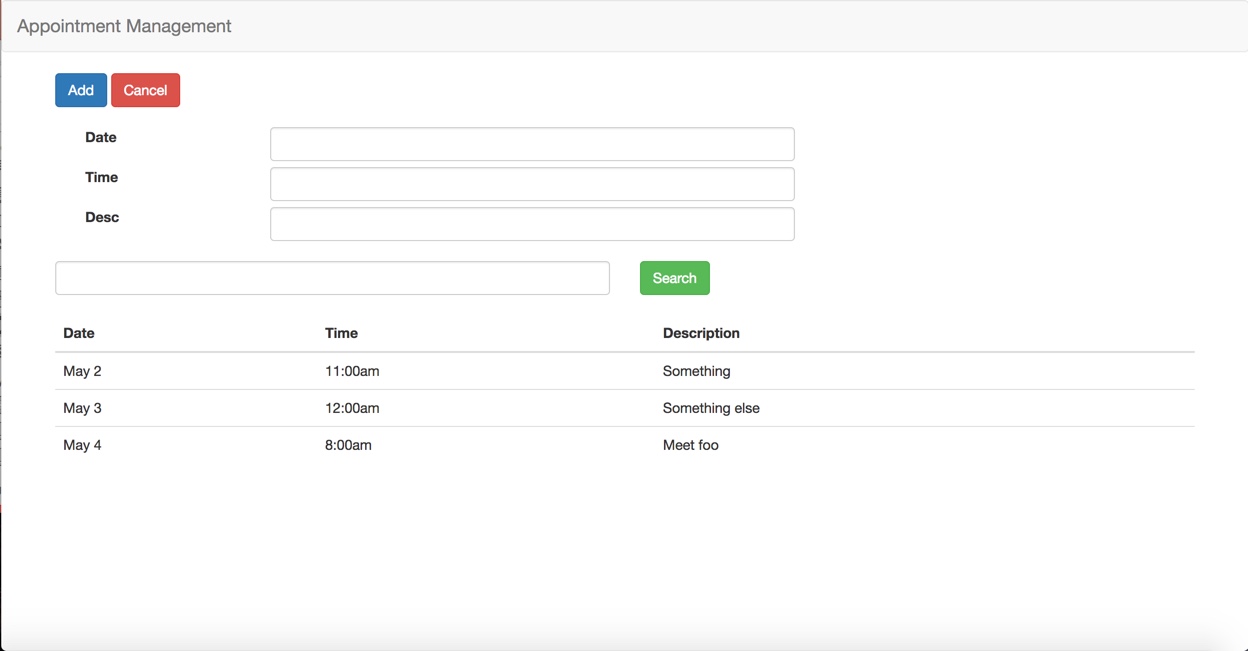 Appointment Management
Add Cancel
Date
Time
Desc
Search
Date Time Description
May 2 11:00am Something
May 3 12:00am Something else
May 4 8:00am Meet foo